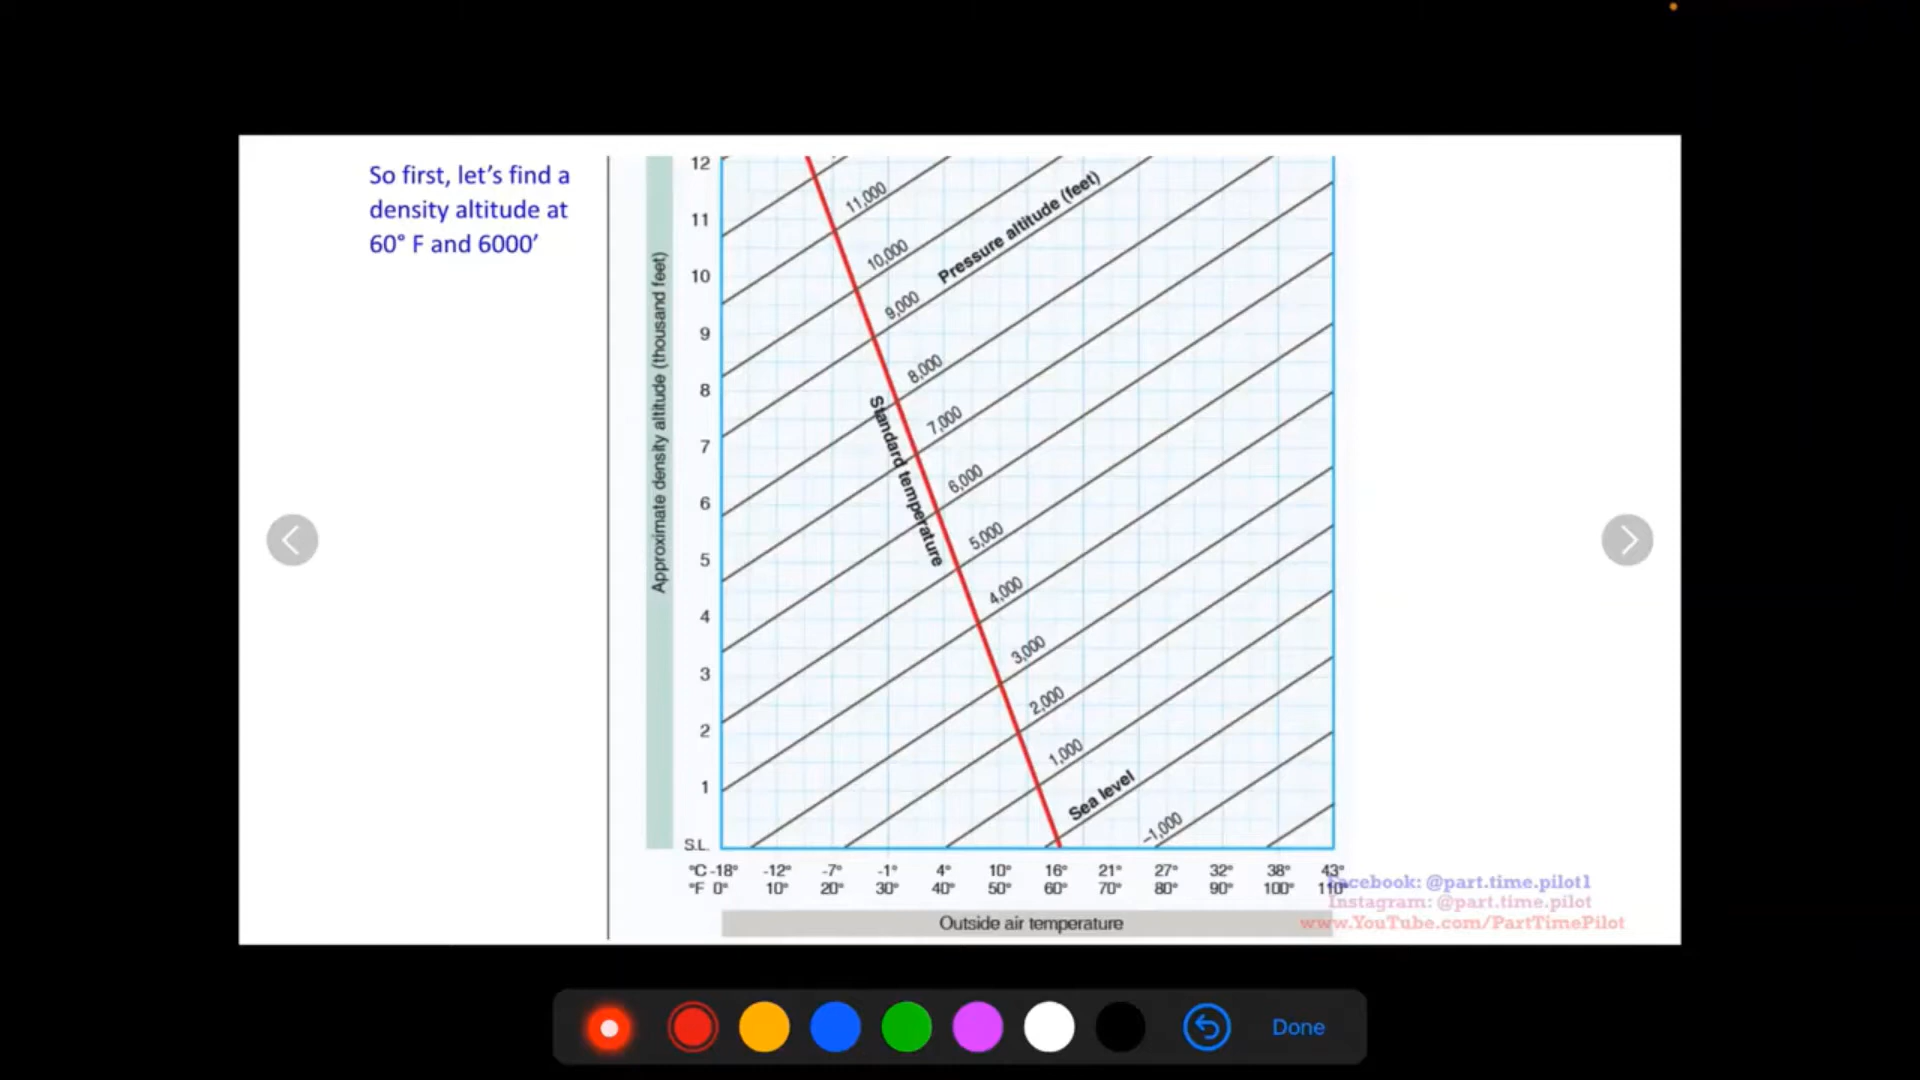 So first, let’s find a
density altitude at
60° F and 6000’
Approximate density altitude (thousand feet)
12
11
10
9
8
7
6
5
4
3
2
1
S.L.
11,000
10,000
Pressure altitude (feet)
9,000
8,000
Standard temperature
7,000
6,000
5,000
4,000
3,000
2,000
1,000
Sea level
–1,000
°C -18° -12° -7° -1° 4° 10° 16° 21° 27° 32° 38° 43°
°F 0° 10° 20° 30° 40° 50° 60° 70° 80° 90° 100° 110°
Outside air temperature
Facebook: @part.time.pilot1
Instagram: @part.time.pilot
www.YouTube.com/PartTimePilot
Done